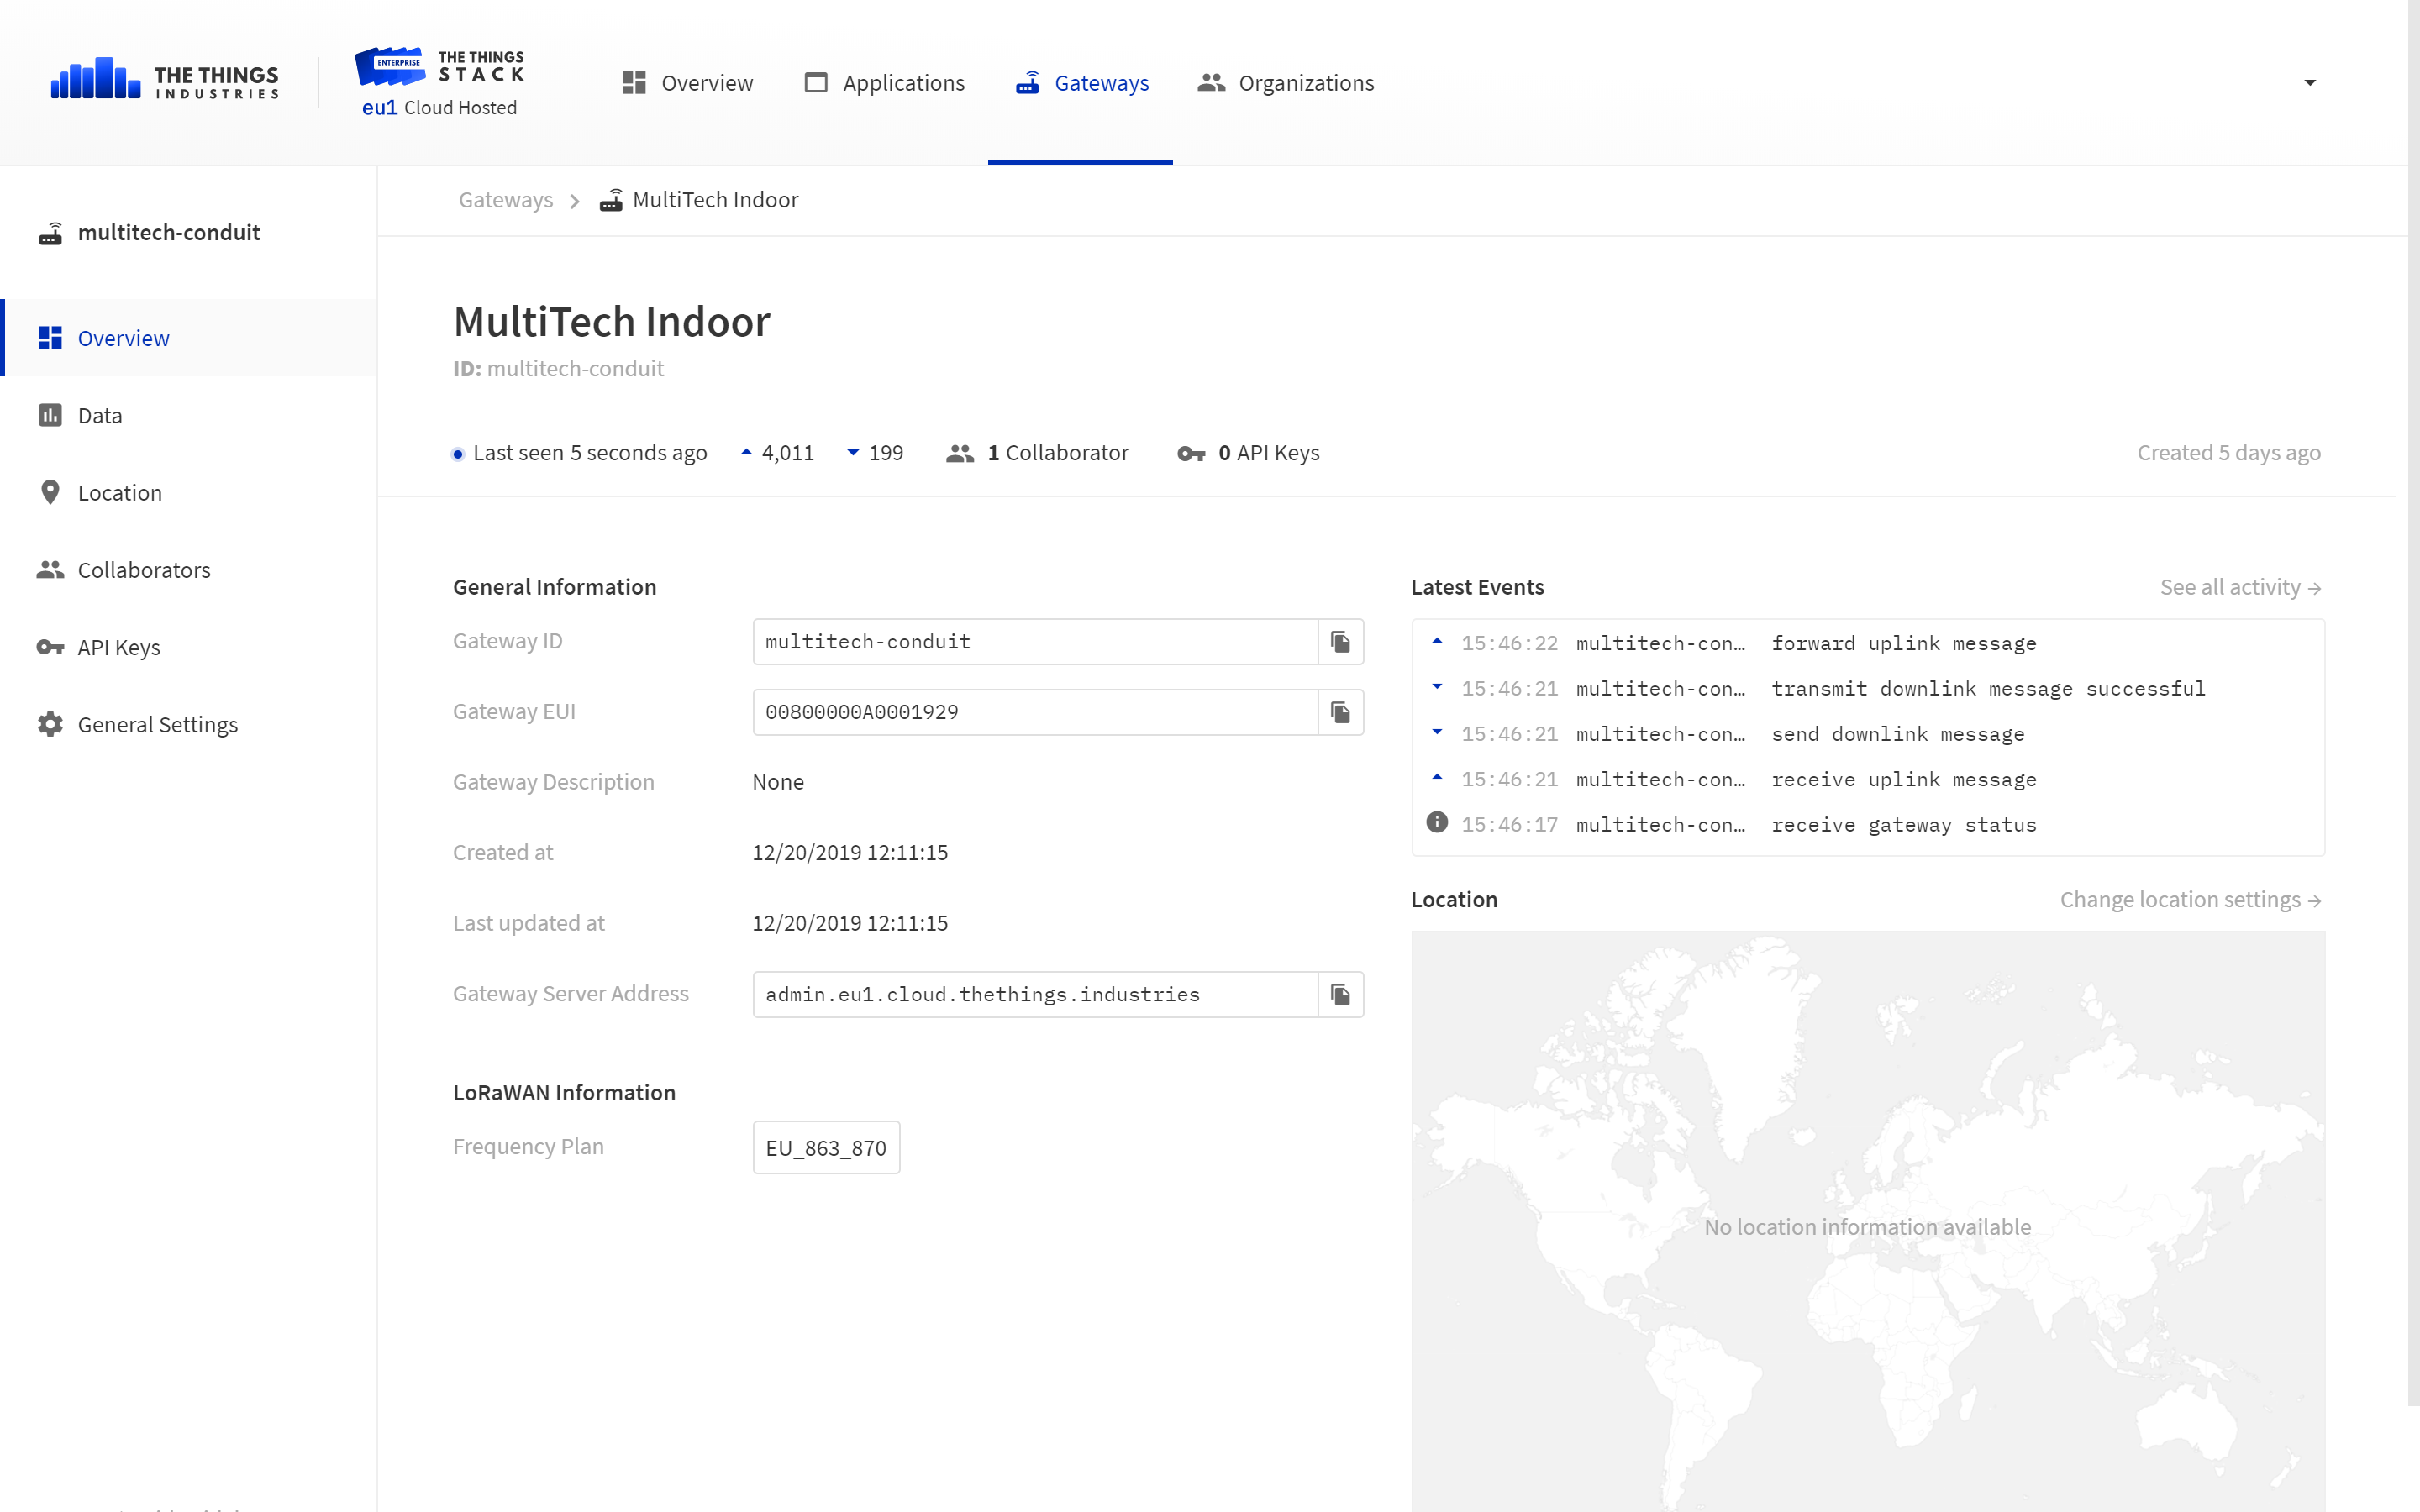 THE THINGS
INDUSTRIES
ENTERPRISE
THE THINGS
STACK
eu1 Cloud Hosted
Overview
Applications
Gateways
Organizations
multitech-conduit
Overview
Data
Location
Collaborators
API Keys
General Settings
Gateways
MultiTech Indoor
MultiTech Indoor
ID: multitech-conduit
Last seen 5 seconds ago
4,011
199
1 Collaborator
0 API Keys
Created 5 days ago
General Information
Gateway ID
multitech-conduit
Gateway EUI
00800000A0001929
Gateway Description
None
Created at
12/20/2019 12:11:15
Last updated at
12/20/2019 12:11:15
Gateway Server Address
admin.eu1.cloud.thethings.industries
LoRaWAN Information
Frequency Plan
EU_863_870
Latest Events
See all activity →
15:46:22 multitech-con… forward uplink message
15:46:21 multitech-con… transmit downlink message successful
15:46:21 multitech-con… send downlink message
15:46:21 multitech-con… receive uplink message
15:46:17 multitech-con… receive gateway status
Location
Change location settings →
No location information available